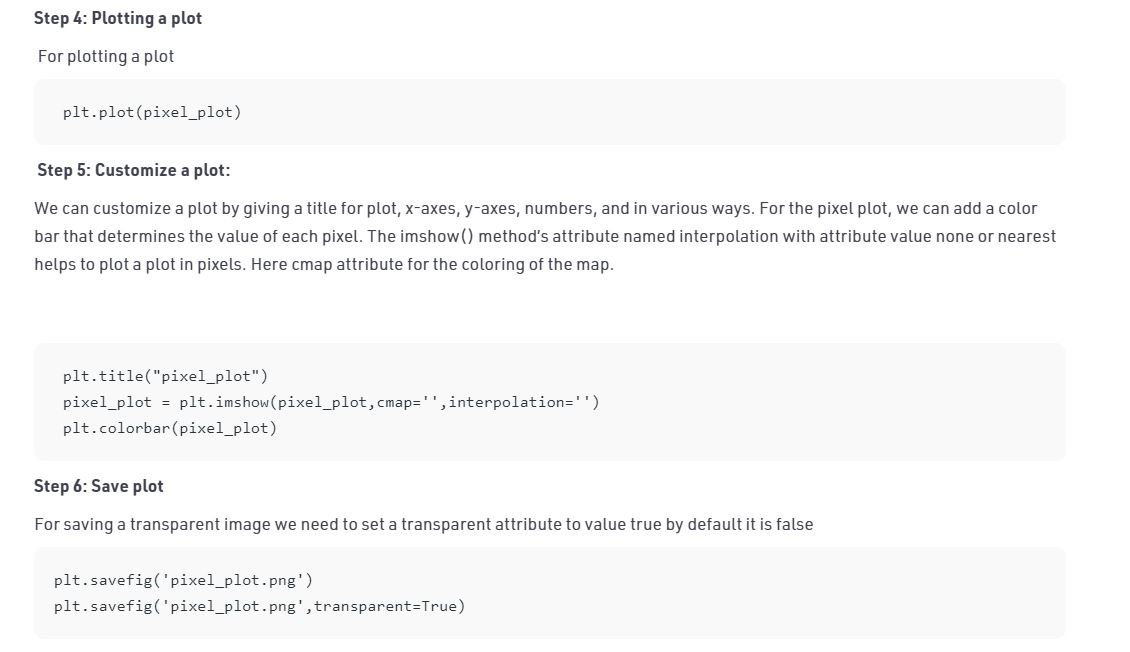 Step 4: Plotting a plot
For plotting a plot
plt.plot(pixel_plot)
Step 5: Customize a plot:
We can customize a plot by giving a title for plot, x-axes, y-axes, numbers, and in various ways. For the pixel plot, we can add a color
bar that determines the value of each pixel. The imshow() method’s attribute named interpolation with attribute value none or nearest
helps to plot a plot in pixels. Here cmap attribute for the coloring of the map.
plt.title("pixel_plot")
pixel_plot = plt.imshow(pixel_plot,cmap='',interpolation='')
plt.colorbar(pixel_plot)
Step 6: Save plot
For saving a transparent image we need to set a transparent attribute to value true by default it is false
plt.savefig('pixel_plot.png')
plt.savefig('pixel_plot.png',transparent=True)